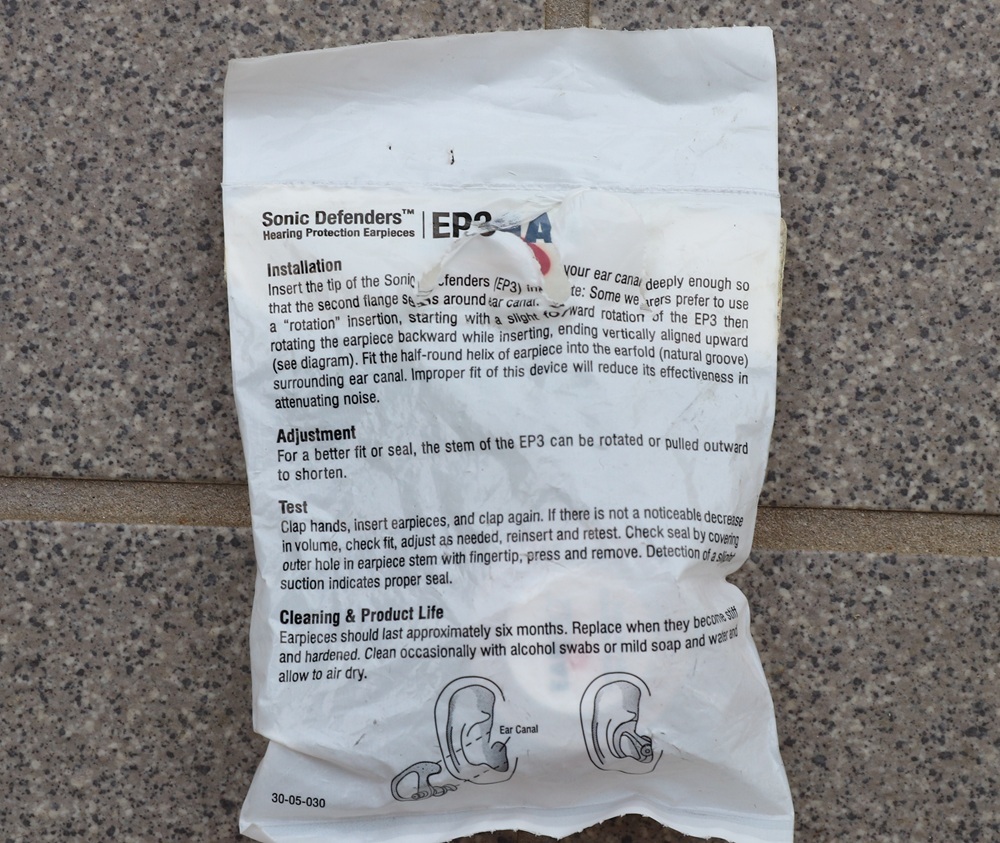 Sonic Defenders™ EP3 A
Hearing Protection Earpieces
Installation
Insert the tip of the Sonic efenders (EP3) your ear canal deeply enough so
that the second flange around ear canal. Some prefer to use
a “rotation” insertion, starting with a slight rotation of the EP3 then
rotating the earpiece backward while inserting, ending vertically aligned upward
(see diagram). Fit the half-round helix of earpiece into the earfold (natural groove)
surrounding ear canal. Improper fit of this device will reduce its effectiveness in
attenuating noise.
Adjustment
For a better fit or seal, the stem of the EP3 can be rotated or pulled outward
to shorten.
Test
Clap hands, insert earpieces, and clap again. If there is not a noticeable decrease
in volume, check fit, adjust as needed, reinsert and retest. Check seal by covering
outer hole in earpiece stem with fingertip, press and remove. Detection of a slight
suction indicates proper seal.
Cleaning & Product Life
Earpieces should last approximately six months. Replace when they become stiff
and hardened. Clean occasionally with alcohol swabs or mild soap and water and
allow to air dry.
Ear Canal
30-05-030